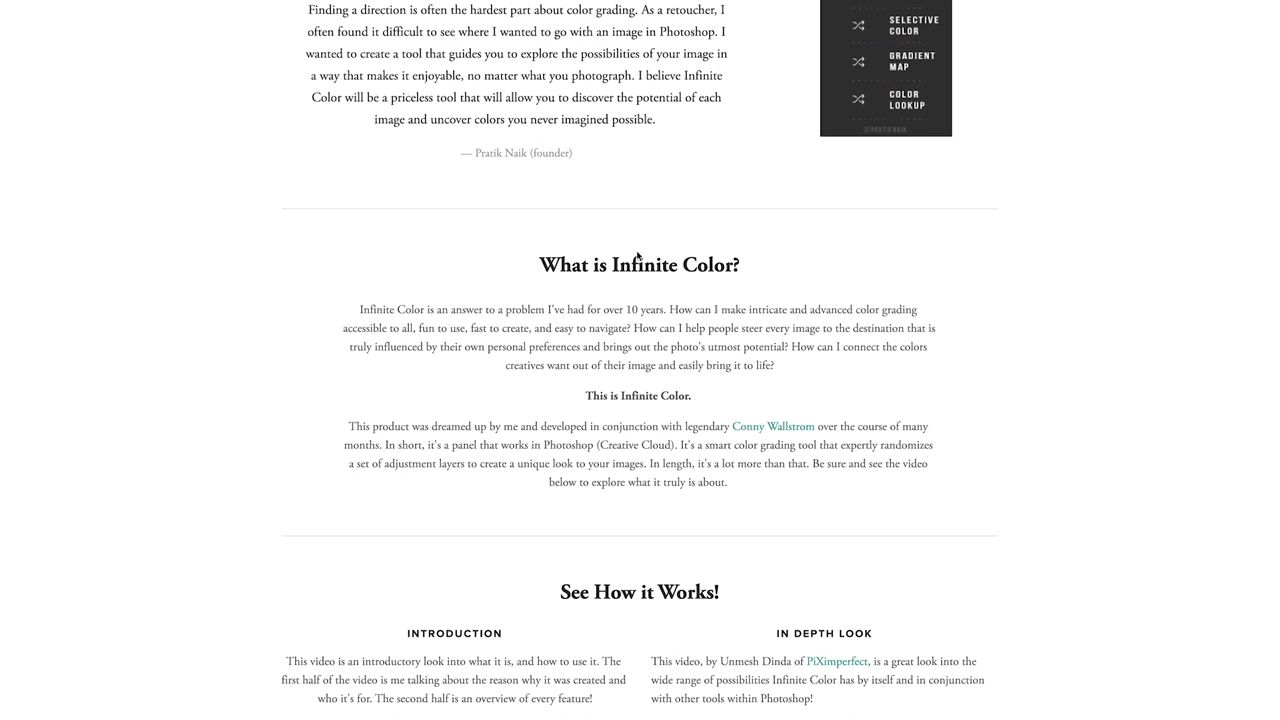 Finding a direction is often the hardest part about color grading. As a retoucher, I
often found it difficult to see where I wanted to go with an image in Photoshop. I
wanted to create a tool that guides you to explore the possibilities of your image in
a way that makes it enjoyable, no matter what you photograph. I believe Infinite
Color will be a priceless tool that will allow you to discover the potential of each
image and uncover colors you never imagined possible.
— Pratik Naik (founder)
SELECTIVE
COLOR
GRADIENT
MAP
COLOR
LOOKUP
© PRATIK NAIK
What is Infinite Color?
Infinite Color is an answer to a problem I've had for over 10 years. How can I make intricate and advanced color grading
accessible to all, fun to use, fast to create, and easy to navigate? How can I help people steer every image to the destination that is
truly influenced by their own personal preferences and brings out the photo's utmost potential? How can I connect the colors
creatives want out of their image and easily bring it to life?
This is Infinite Color.
This product was dreamed up by me and developed in conjunction with legendary Conny Wallstrom over the course of many
months. In short, it's a panel that works in Photoshop (Creative Cloud). It's a smart color grading tool that expertly randomizes
a set of adjustment layers to create a unique look to your images. In length, it's a lot more than that. Be sure and see the video
below to explore what it truly is about.
See How it Works!
INTRODUCTION
This video is an introductory look into what it is, and how to use it. The
first half of the video is me talking about the reason why it was created and
who it's for. The second half is an overview of every feature!
IN DEPTH LOOK
This video, by Unmesh Dinda of PiXimperfect, is a great look into the
wide range of possibilities Infinite Color has by itself and in conjunction
with other tools within Photoshop!